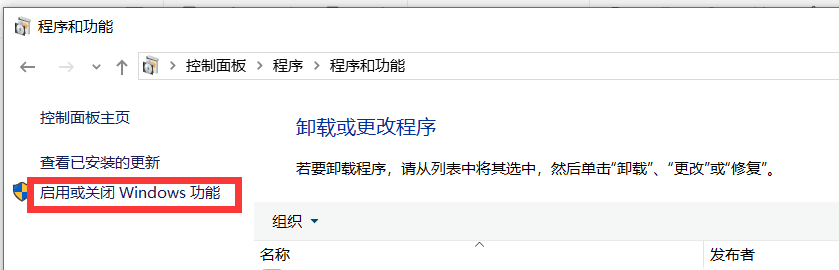 程序和功能
控制面板 > 程序 > 程序和功能
控制面板主页
查看已安装的更新
启用或关闭 Windows 功能
卸载或更改程序
若要卸载程序，请从列表中将其选中，然后单击“卸载”、“更改”或“修复”。
组织
名称
发布者